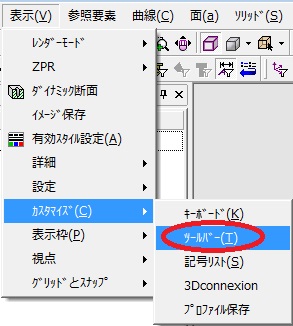 表示(V) 参照要素 曲線(C) 面(a) ｿﾘｯﾄﾞ(S)
ﾚﾝﾀﾞｰﾓｰﾄﾞ
ZPR
ﾀﾞｲﾅﾐｯｸ断面
ｲﾒｰｼﾞ保存
有効ｽﾀｲﾙ設定(A)
詳細
設定
ｶｽﾀﾏｲｽﾞ(C)
表示枠(P)
視点
ｸﾞﾘｯﾄﾞとｽﾅｯﾌﾟ
ｷｰﾎﾞｰﾄﾞ(K)
ﾂｰﾙﾊﾞｰ(T)
記号ﾘｽﾄ(S)
3Dconnexion
ﾌﾟﾛﾌｧｲﾙ保存